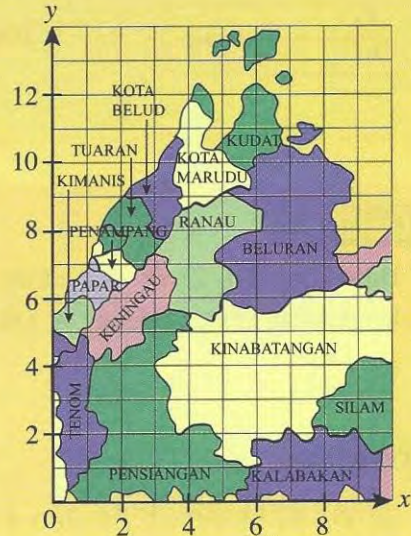 y
12
10
8
6
4
2
0
2
4
6
8
x
KOTA
BELUD
TUARAN
KIMANIS
KUDAT
KOTA
MARUDU
PENAMPANG
RANAU
BELURAN
PAPAR
KENINGAU
KINABATANGAN
TENOM
SILAM
PENSIANGAN
KALABAKAN